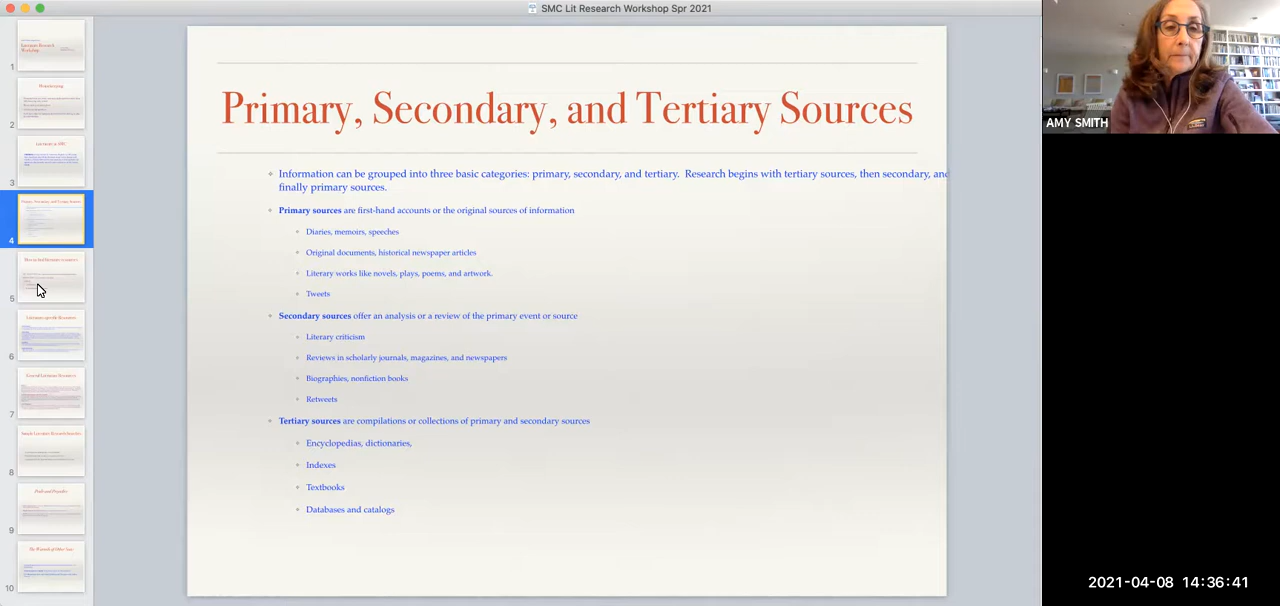 SMC Lit Research Workshop Spr 2021
Primary, Secondary, and Tertiary Sources
Information can be grouped into three basic categories: primary, secondary, and tertiary. Research begins with tertiary sources, then secondary, and
finally primary sources.
Primary sources are first-hand accounts or the original sources of information
Diaries, memoirs, speeches
Original documents, historical newspaper articles
Literary works like novels, plays, poems, and artwork.
Tweets
Secondary sources offer an analysis or a review of the primary event or source
Literary criticism
Reviews in scholarly journals, magazines, and newspapers
Biographies, nonfiction books
Retweets
Tertiary sources are compilations or collections of primary and secondary sources
Encyclopedias, dictionaries,
Indexes
Textbooks
Databases and catalogs
1
2
3
4
5
6
7
8
9
10
AMY SMITH
2021-04-08 14:36:41